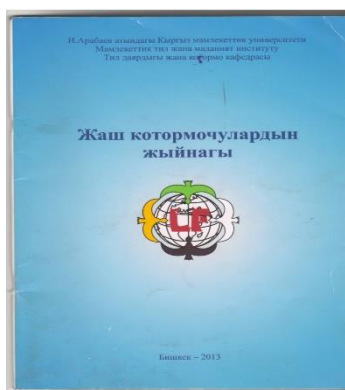 И.Арабаев атындагы Кыргыз мамлекеттик университети
Мамлекеттик тил жана маданият институту
Тил даярдыгы жана котормо кафедрасы
Жаш котормочулардын
жыйнагы
Бишкек – 2013